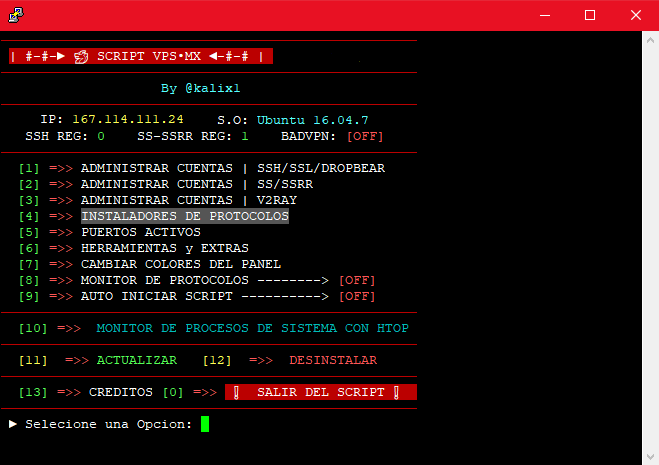 | #-#-► SCRIPT VPS•MX ◄-#-# |
By @kalix1
IP: 167.114.111.24 S.O: Ubuntu 16.04.7
SSH REG: 0 SS-SSRR REG: 1 BADVPN: [OFF]
[1] =>> ADMINISTRAR CUENTAS | SSH/SSL/DROPBEAR
[2] =>> ADMINISTRAR CUENTAS | SS/SSRR
[3] =>> ADMINISTRAR CUENTAS | V2RAY
[4] =>> INSTALADORES DE PROTOCOLOS
[5] =>> PUERTOS ACTIVOS
[6] =>> HERRAMIENTAS y EXTRAS
[7] =>> CAMBIAR COLORES DEL PANEL
[8] =>> MONITOR DE PROTOCOLOS --------> [OFF]
[9] =>> AUTO INICIAR SCRIPT ----------> [OFF]
[10] =>> MONITOR DE PROCESOS DE SISTEMA CON HTOP
[11] =>> ACTUALIZAR [12] =>> DESINSTALAR
[13] =>> CREDITOS [0] =>> ! SALIR DEL SCRIPT !
► Selecione una Opcion: